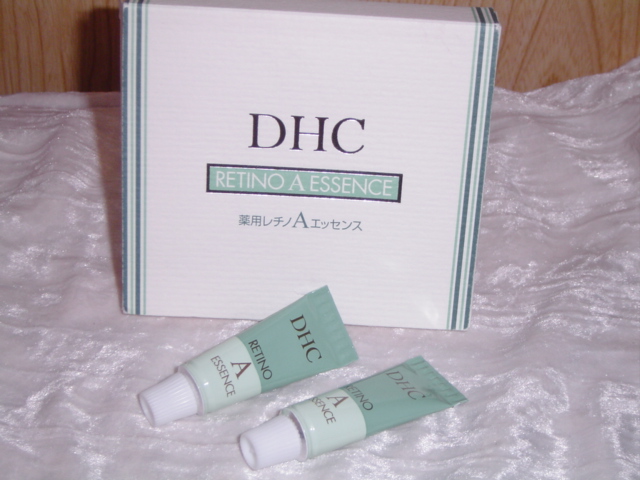 DHC
RETINO A ESSENCE
薬用レチノAエッセンス
DHC
RETINO
A
ESSENCE
DHC
RETINO
A
SSENCE